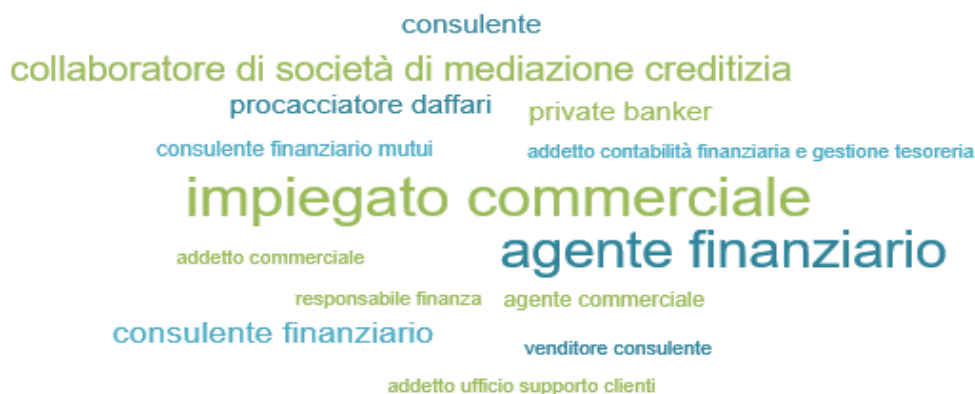 consulente
collaboratore di società di mediazione creditizia
procacciatore daffari
private banker
consulente finanziario mutui
addetto contabilità finanziaria e gestione tesoreria
impiegato commerciale
agente finanziario
addetto commerciale
responsabile finanza
agente commerciale
consulente finanziario
venditore consulente
addetto ufficio supporto clienti